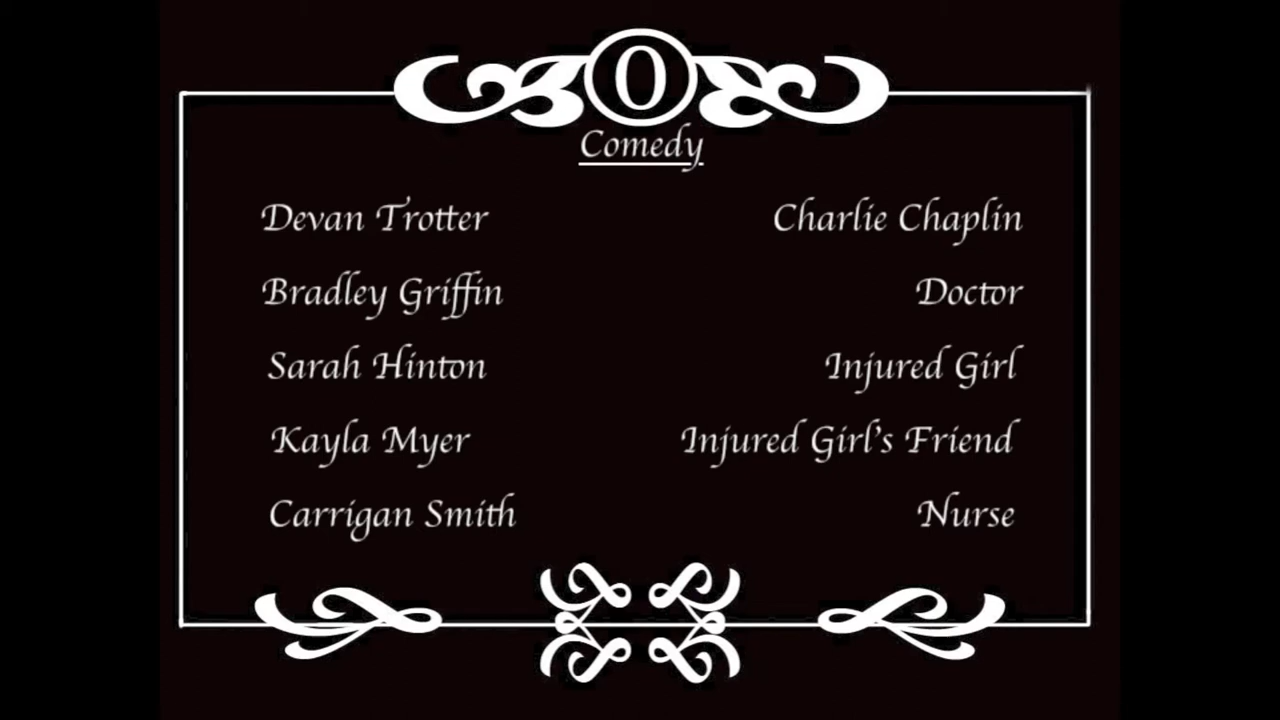 O
Comedy
Devan Trotter Charlie Chaplin
Bradley Griffin Doctor
Sarah Hinton Injured Girl
Kayla Myer Injured Girl's Friend
Carrigan Smith Nurse